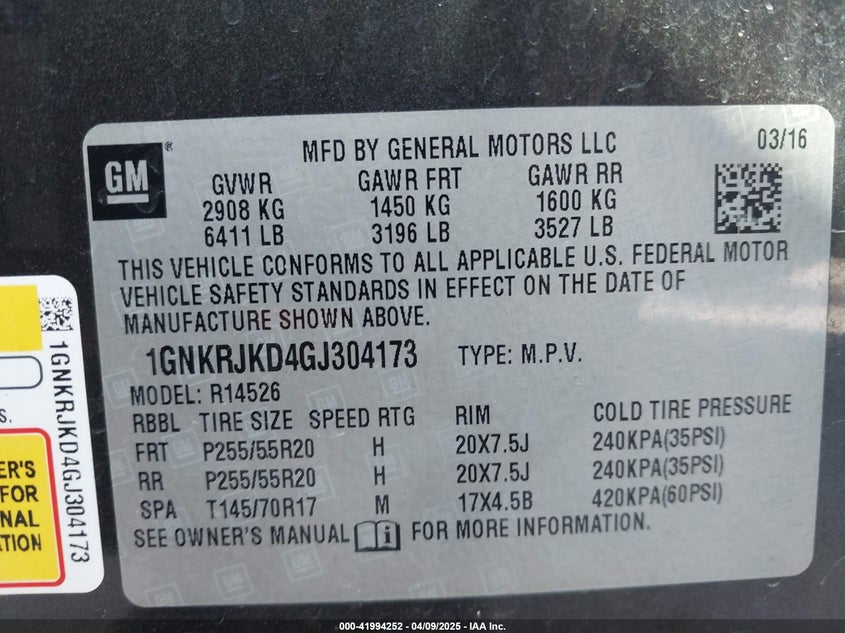 MFD BY GENERAL MOTORS LLC 03/16
GM®
GVWR GAWR FRT GAWR RR
2908 KG 1450 KG 1600 KG
6411 LB 3196 LB 3527 LB
THIS VEHICLE CONFORMS TO ALL APPLICABLE U.S. FEDERAL MOTOR
VEHICLE SAFETY STANDARDS IN EFFECT ON THE DATE OF
MANUFACTURE SHOWN ABOVE.
1GNKRJKD4GJ304173 TYPE: M.P.V.
MODEL: R14526
RBBL TIRE SIZE SPEED RTG RIM COLD TIRE PRESSURE
FRT P255/55R20 H 20X7.5J 240KPA(35PSI)
RR P255/55R20 H 20X7.5J 240KPA(35PSI)
SPA T145/70R17 M 17X4.5B 420KPA(60PSI)
SEE OWNER'S MANUAL FOR MORE INFORMATION.
1GNKRJKD4GJ304173
S.
ER'S
FOR
NAL
TION
000-41994252 - 04/09/2025 - IAA Inc.